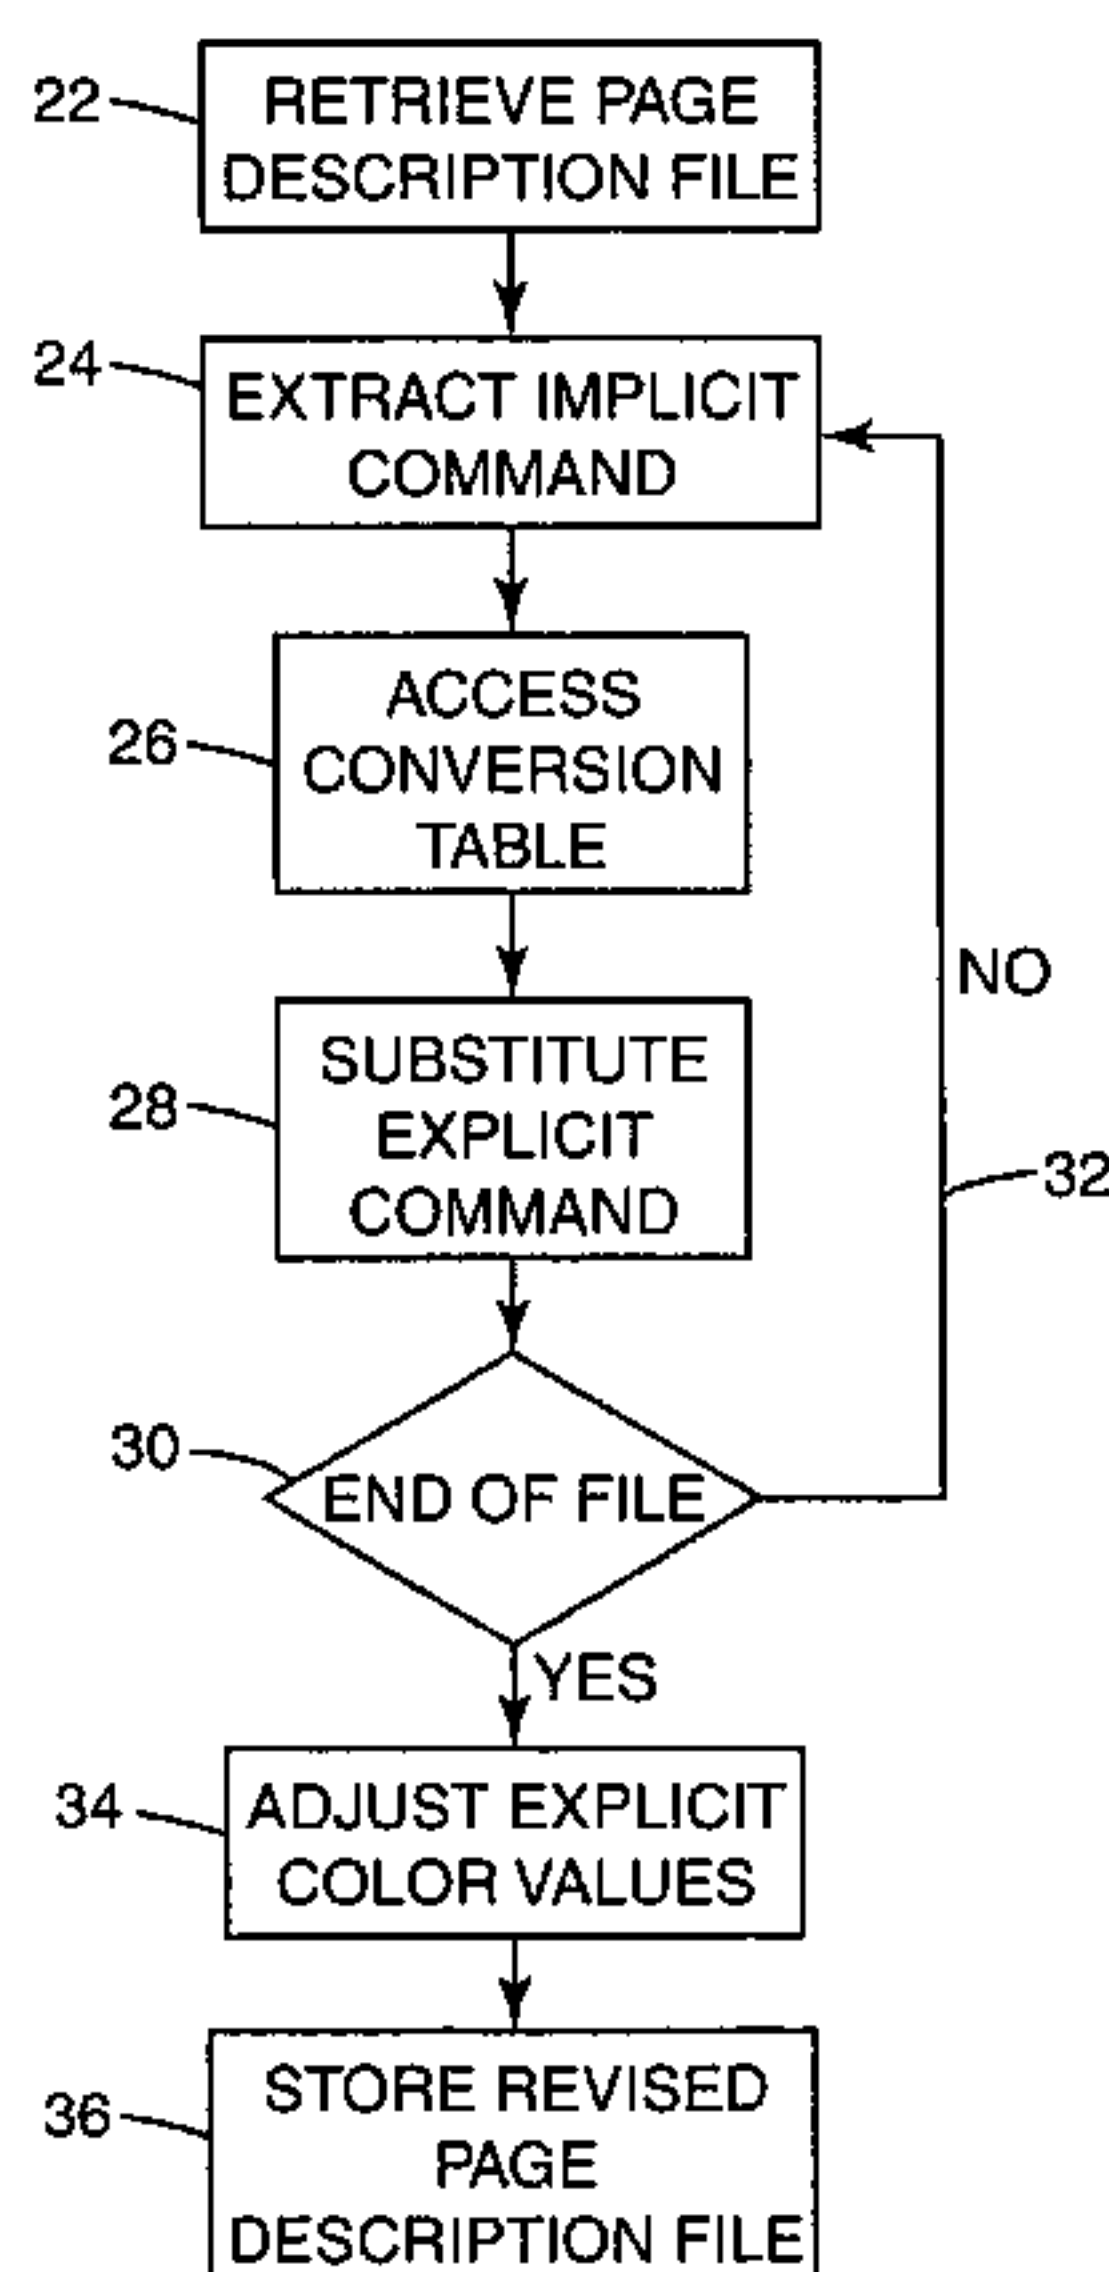 22
RETRIEVE PAGE
DESCRIPTION FILE
24
EXTRACT IMPLICIT
COMMAND
26
ACCESS
CONVERSION
TABLE
NO
28
SUBSTITUTE
EXPLICIT
COMMAND
32
30
END OF FILE
YES
34
ADJUST EXPLICIT
COLOR VALUES
36
STORE REVISED
PAGE
DESCRIPTION FILE